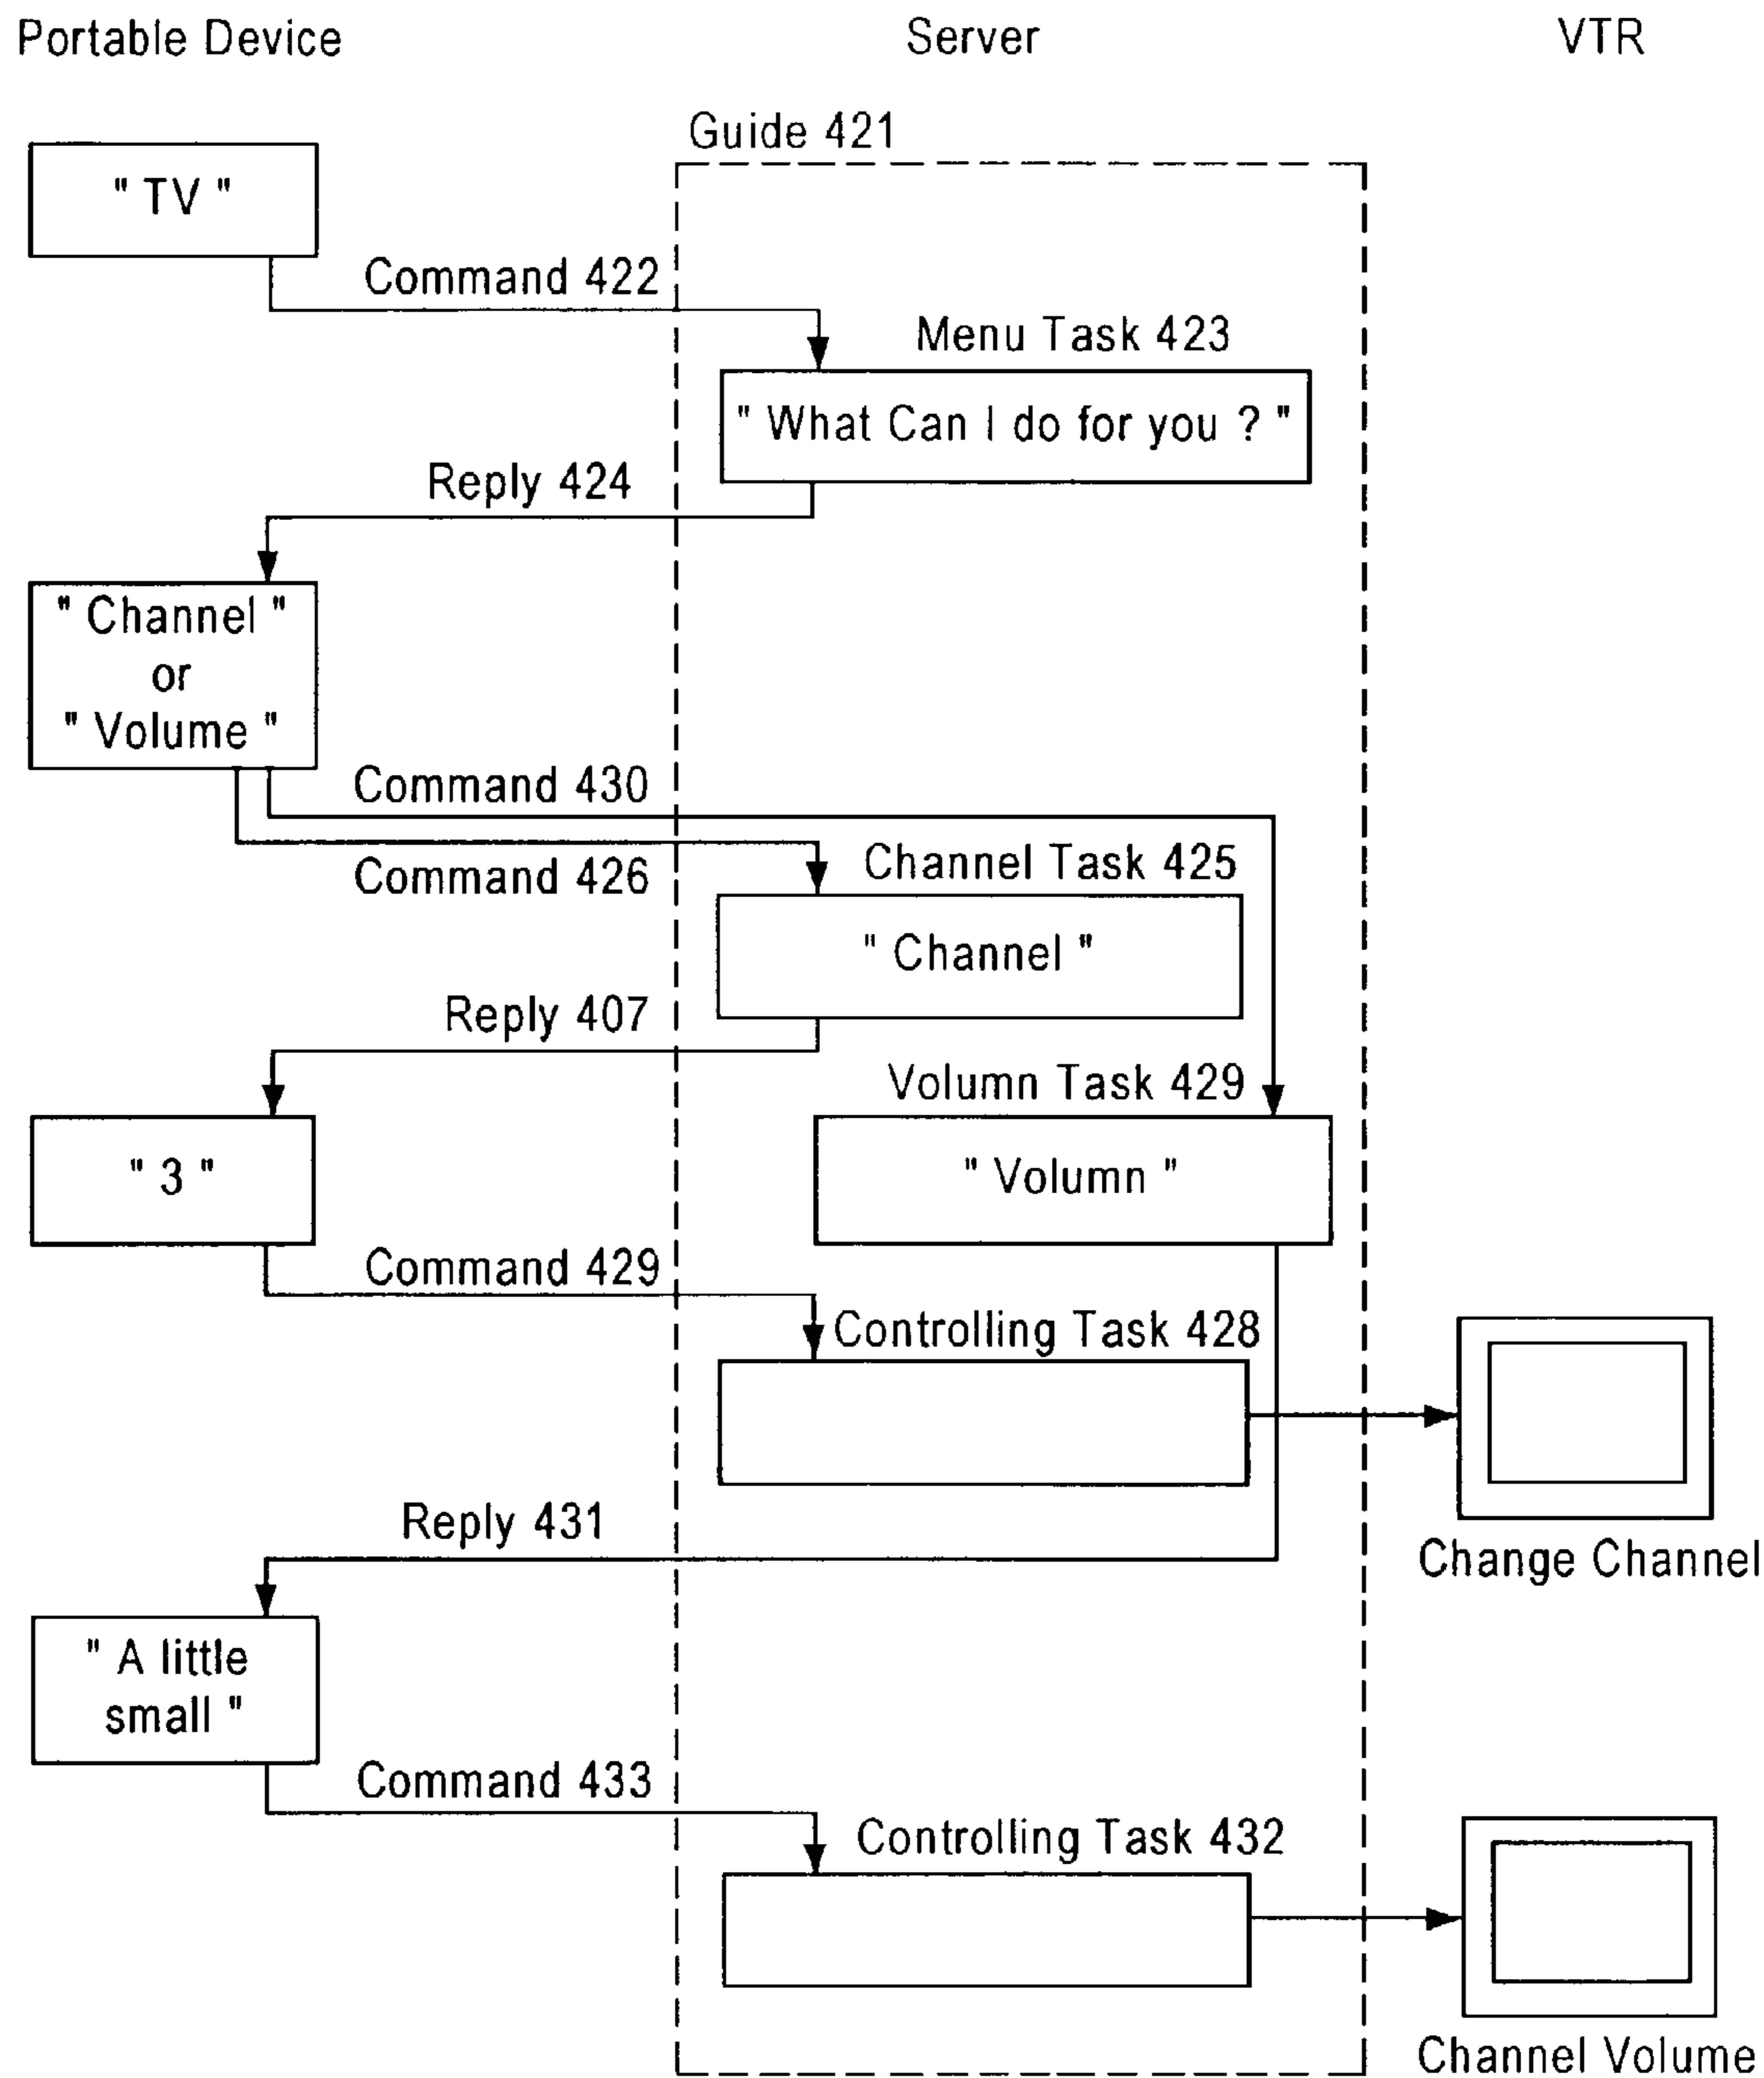 Portable Device
Server
VTR
Guide 421
" TV "
Command 422
Menu Task 423
" What Can I do for you ? "
Reply 424
" Channel "
or
" Volume "
Command 430
Command 426
Channel Task 425
" Channel "
Reply 407
Volumn Task 429
" 3 "
" Volumn "
Command 429
Controlling Task 428
Reply 431
Change Channel
" A little
small "
Command 433
Controlling Task 432
Channel Volume